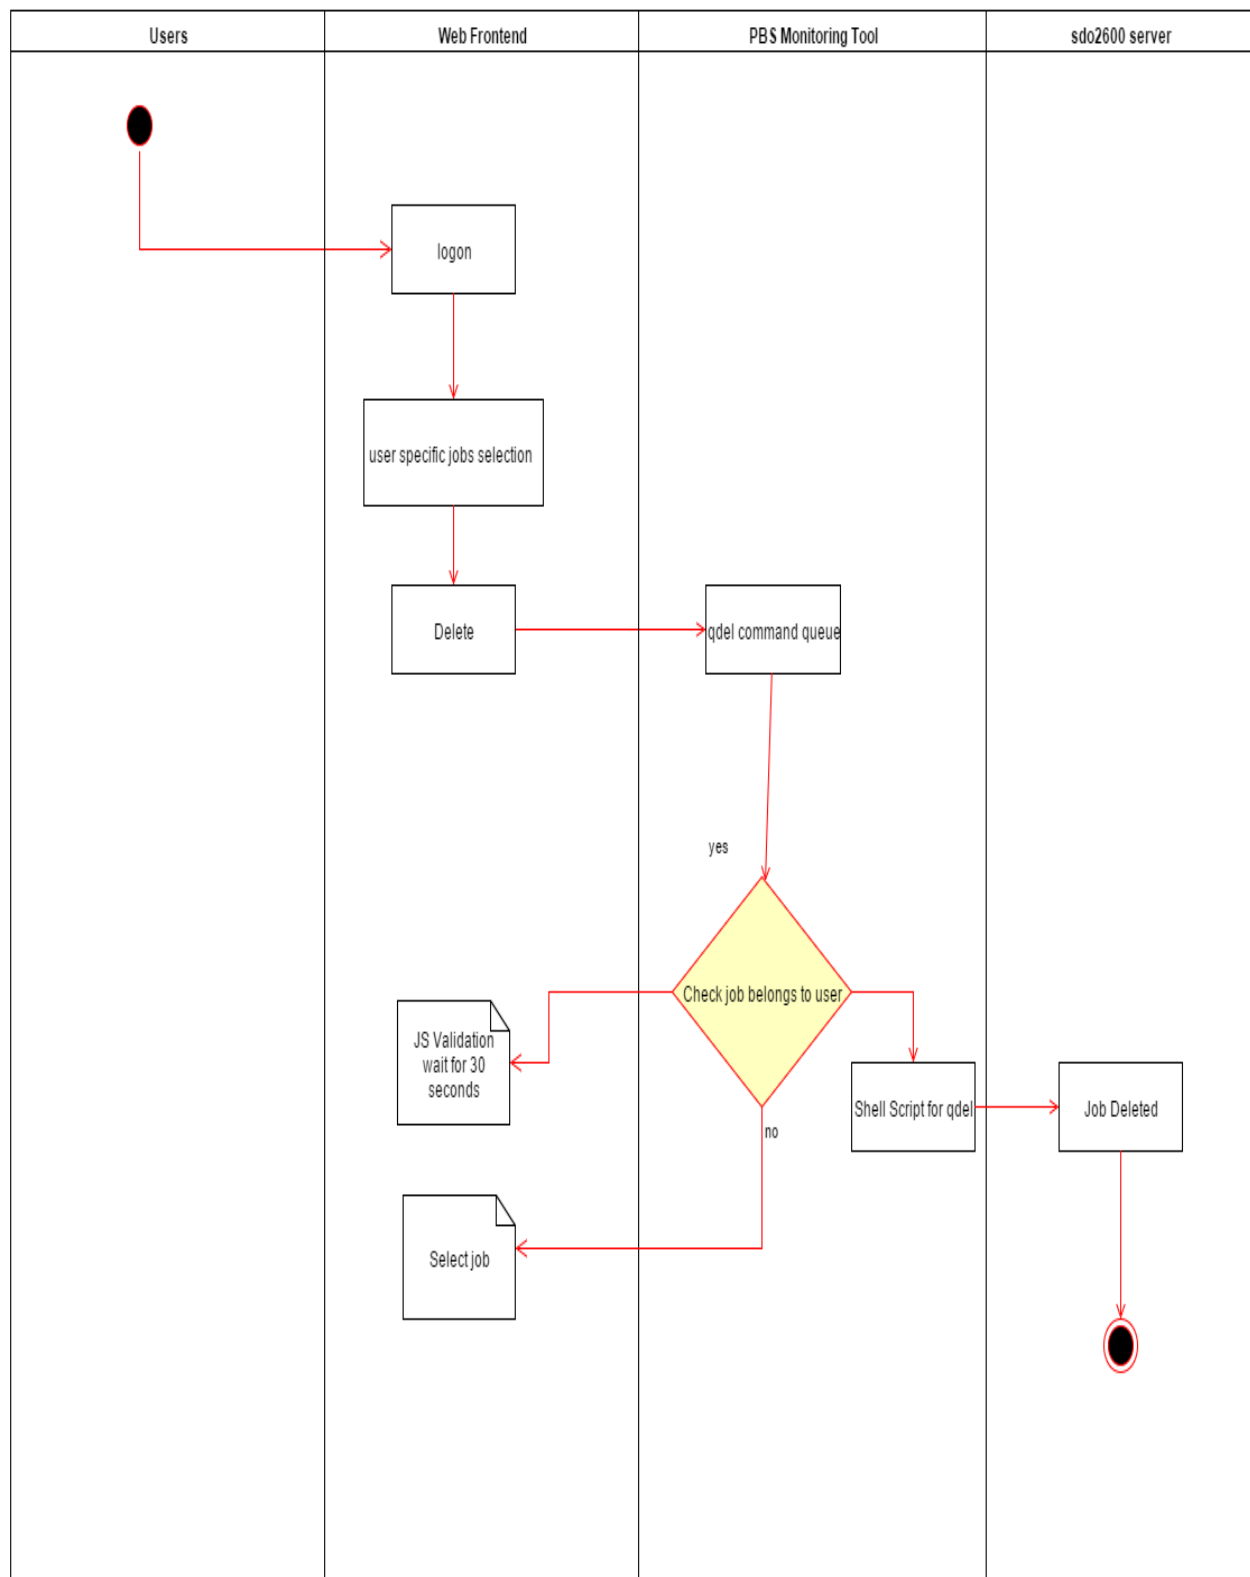 Users
Web Frontend
PBS Monitoring Tool
sdo2600 server
logon
user specific jobs selection
Delete
qdel command queue
yes
Check job belongs to user
JS Validation
wait for 30
seconds
Shell Script for qdel
Job Deleted
no
Select job